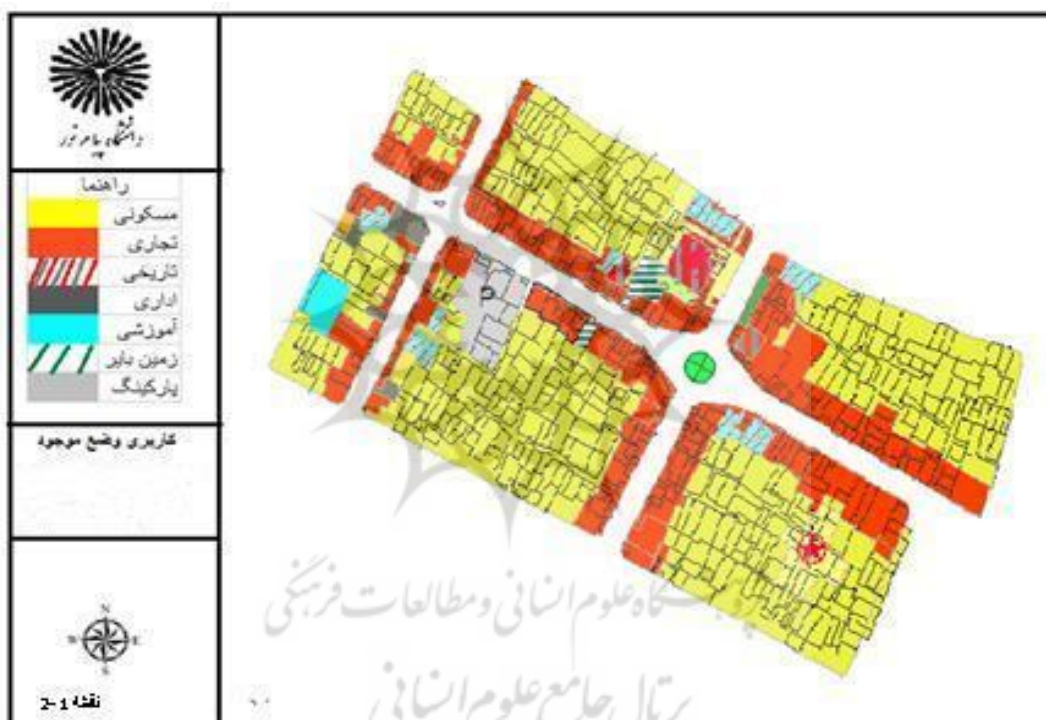 دانشگاه پیام نور
راهنما
مسکونی
تجاری
تاریخی
اداری
آموزشی
زمین بایر
پارکینگ
کاربری وضع موجود
N
W E
S
نقشه 1-2
پژوهشگاه علوم انسانی و مطالعات فرهنگی
پرتال جامع علوم انسانی